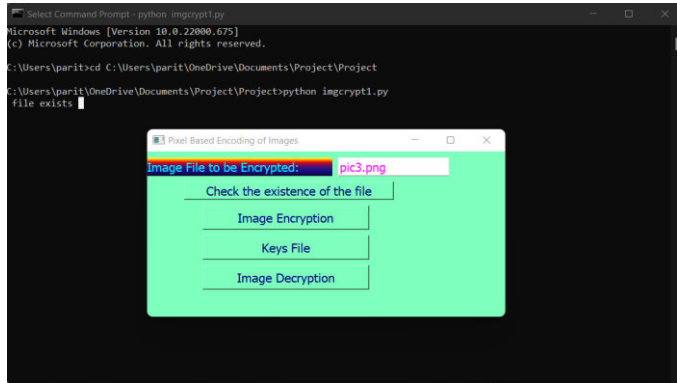 Select Command Prompt - python imgcrypt1.py
Microsoft Windows [Version 10.0.22000.675]
(c) Microsoft Corporation. All rights reserved.
C:\Users\parit>cd C:\Users\parit\OneDrive\Documents\Project\Project
C:\Users\parit\OneDrive\Documents\Project\Project>python imgcrypt1.py
file exists
Pixel Based Encoding of Images
Image File to be Encrypted: pic3.png
Check the existence of the file
Image Encryption
Keys File
Image Decryption